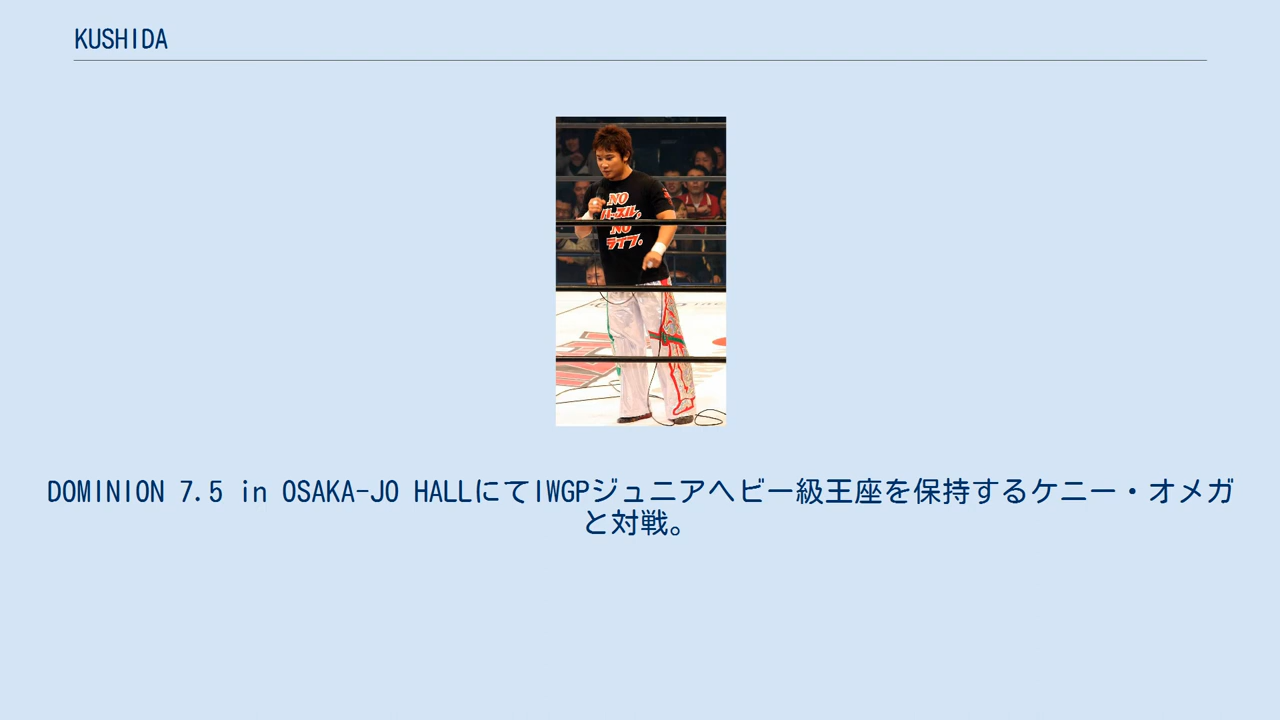 KUSHIDA
NO
ハッスル,
NO
ライフ.
DOMINION 7.5 in OSAKA-JO HALLにてIWGPジュニアヘビー級王座を保持するケニー・オメガ
と対戦。